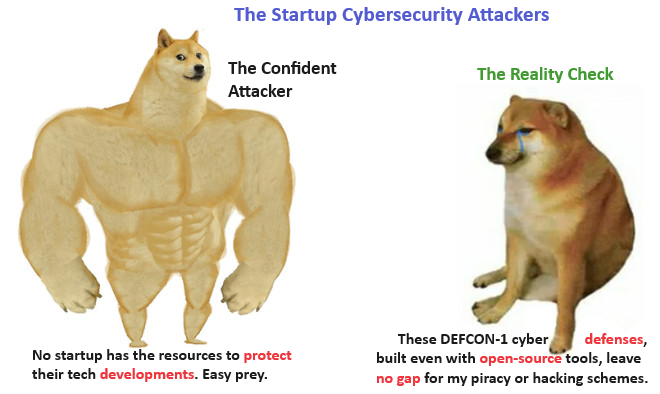 The Startup Cybersecurity Attackers
The Confident
Attacker
No startup has the resources to protect
their tech developments. Easy prey.
The Reality Check
These DEFCON-1 cyber defenses,
built even with open-source tools, leave
no gap for my piracy or hacking schemes.